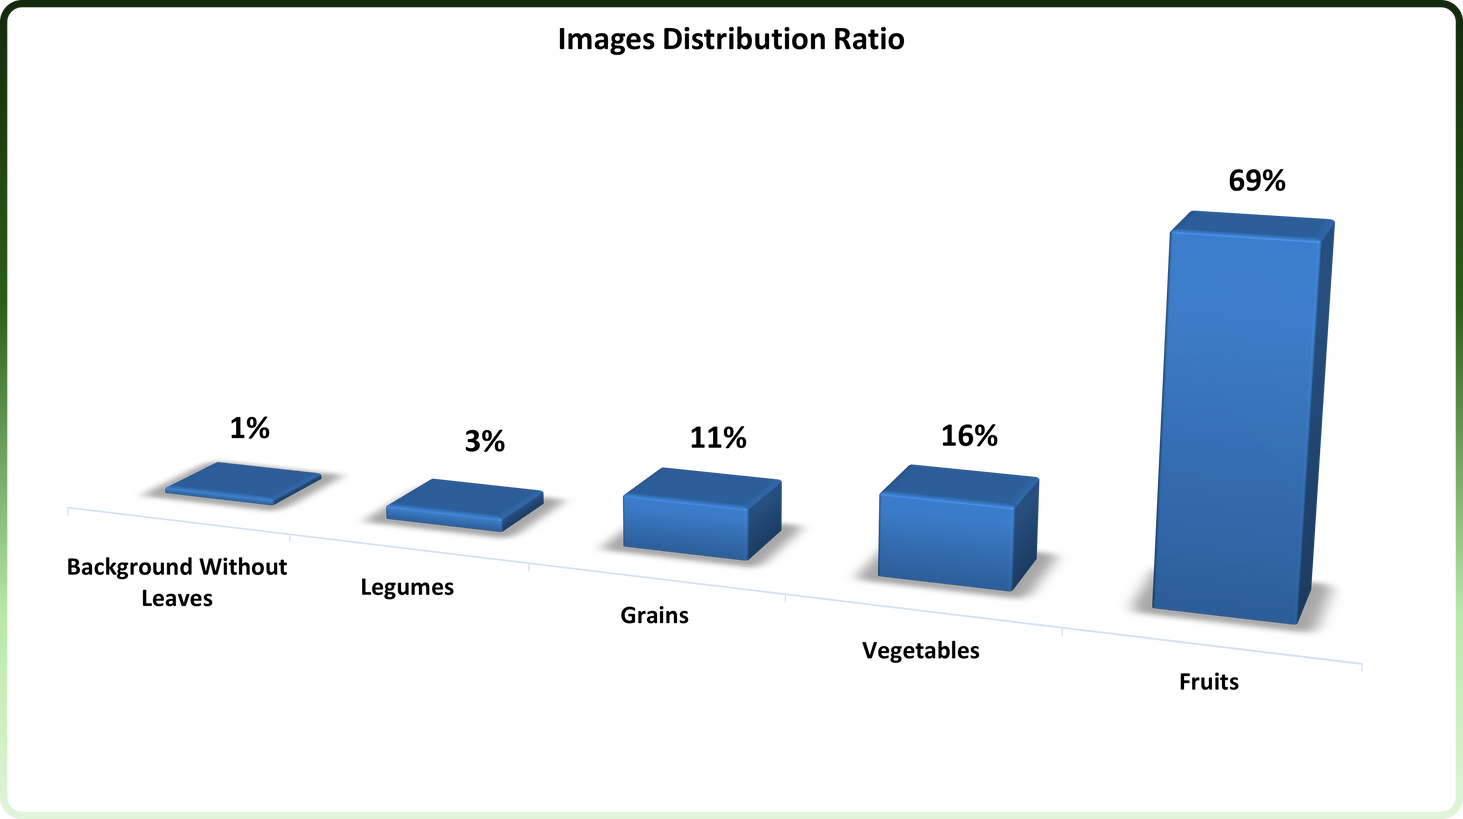 Images Distribution Ratio
69%
1%
3%
11%
16%
Background Without
Leaves
Legumes
Grains
Vegetables
Fruits